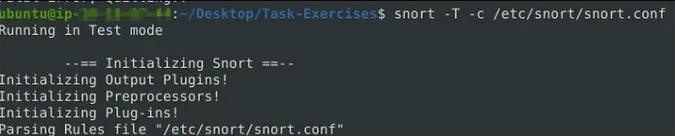 ubuntu@ip :~/Desktop/Task-Exercises$ snort -T -c /etc/snort/snort.conf
Running in Test mode
--== Initializing Snort ==--
Initializing Output Plugins!
Initializing Preprocessors!
Initializing Plug-ins!
Parsing Rules file "/etc/snort/snort.conf"